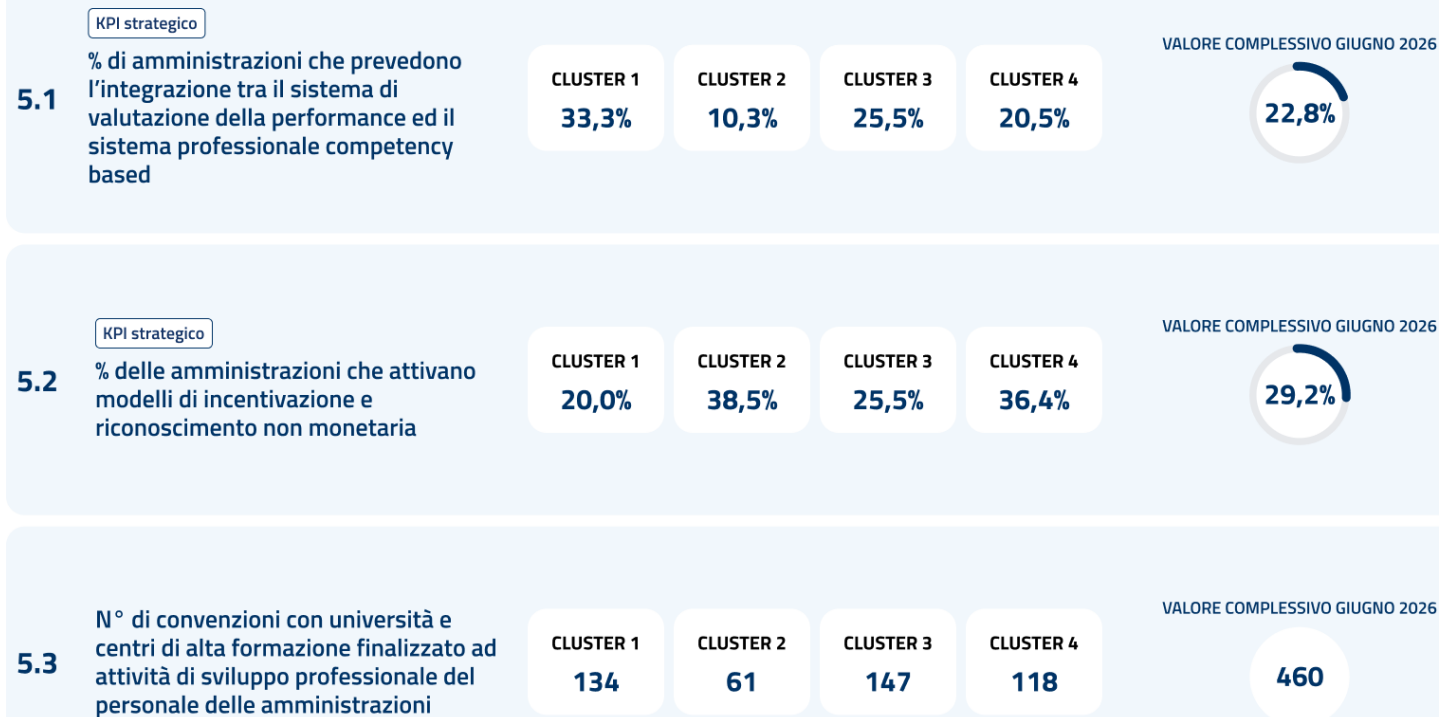 KPI strategico
5.1
% di amministrazioni che prevedono
l’integrazione tra il sistema di
valutazione della performance ed il
sistema professionale competency
based
CLUSTER 1
33,3%
CLUSTER 2
10,3%
CLUSTER 3
25,5%
CLUSTER 4
20,5%
VALORE COMPLESSIVO GIUGNO 2026
22,8%
KPI strategico
5.2
% delle amministrazioni che attivano
modelli di incentivazione e
riconoscimento non monetaria
CLUSTER 1
20,0%
CLUSTER 2
38,5%
CLUSTER 3
25,5%
CLUSTER 4
36,4%
VALORE COMPLESSIVO GIUGNO 2026
29,2%
5.3
N° di convenzioni con università e
centri di alta formazione finalizzato ad
attività di sviluppo professionale del
personale delle amministrazioni
CLUSTER 1
134
CLUSTER 2
61
CLUSTER 3
147
CLUSTER 4
118
VALORE COMPLESSIVO GIUGNO 2026
460